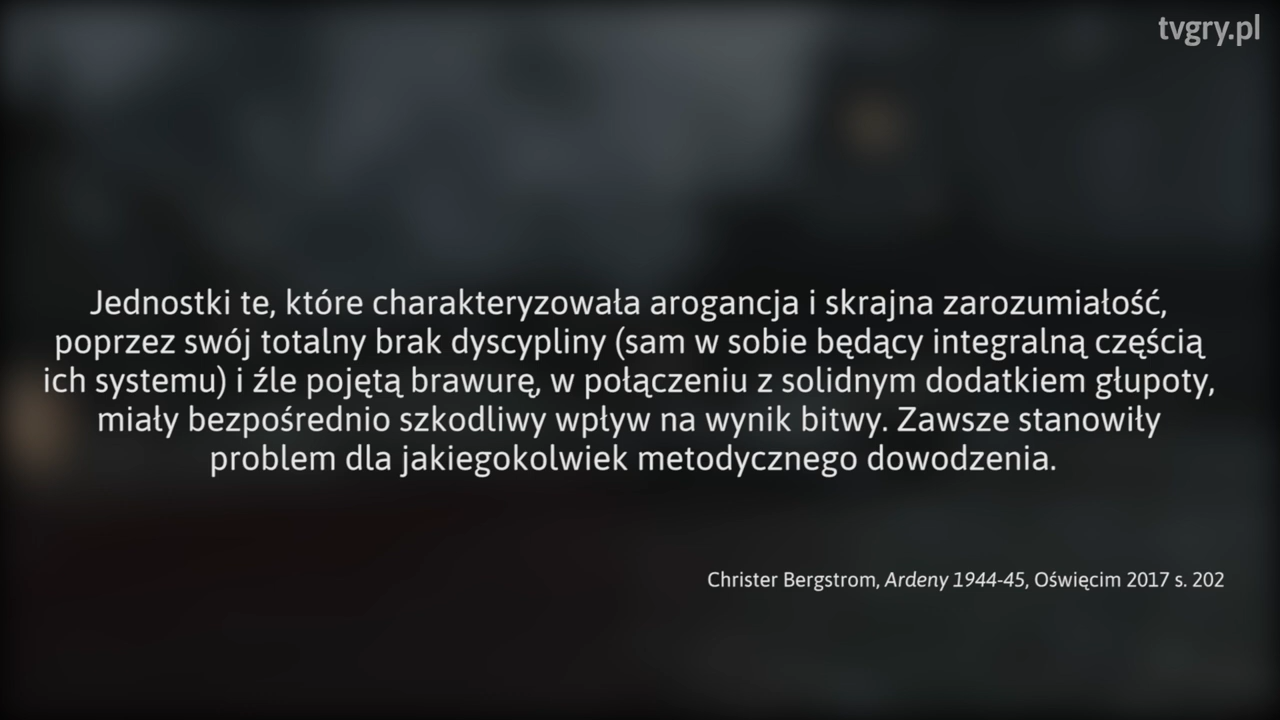 tvgry.pl
Jednostki te, które charakteryzowała arogancja i skrajna zarozumiałość,
poprzez swój totalny brak dyscypliny (sam w sobie będący integralną częścią
ich systemu) i źle pojętą brawurę, w połączeniu z solidnym dodatkiem głupoty,
miały bezpośrednio szkodliwy wpływ na wynik bitwy. Zawsze stanowiły
problem dla jakiegokolwiek metodycznego dowodzenia.
Christer Bergstrom, Ardeny 1944-45, Oświęcim 2017 s. 202